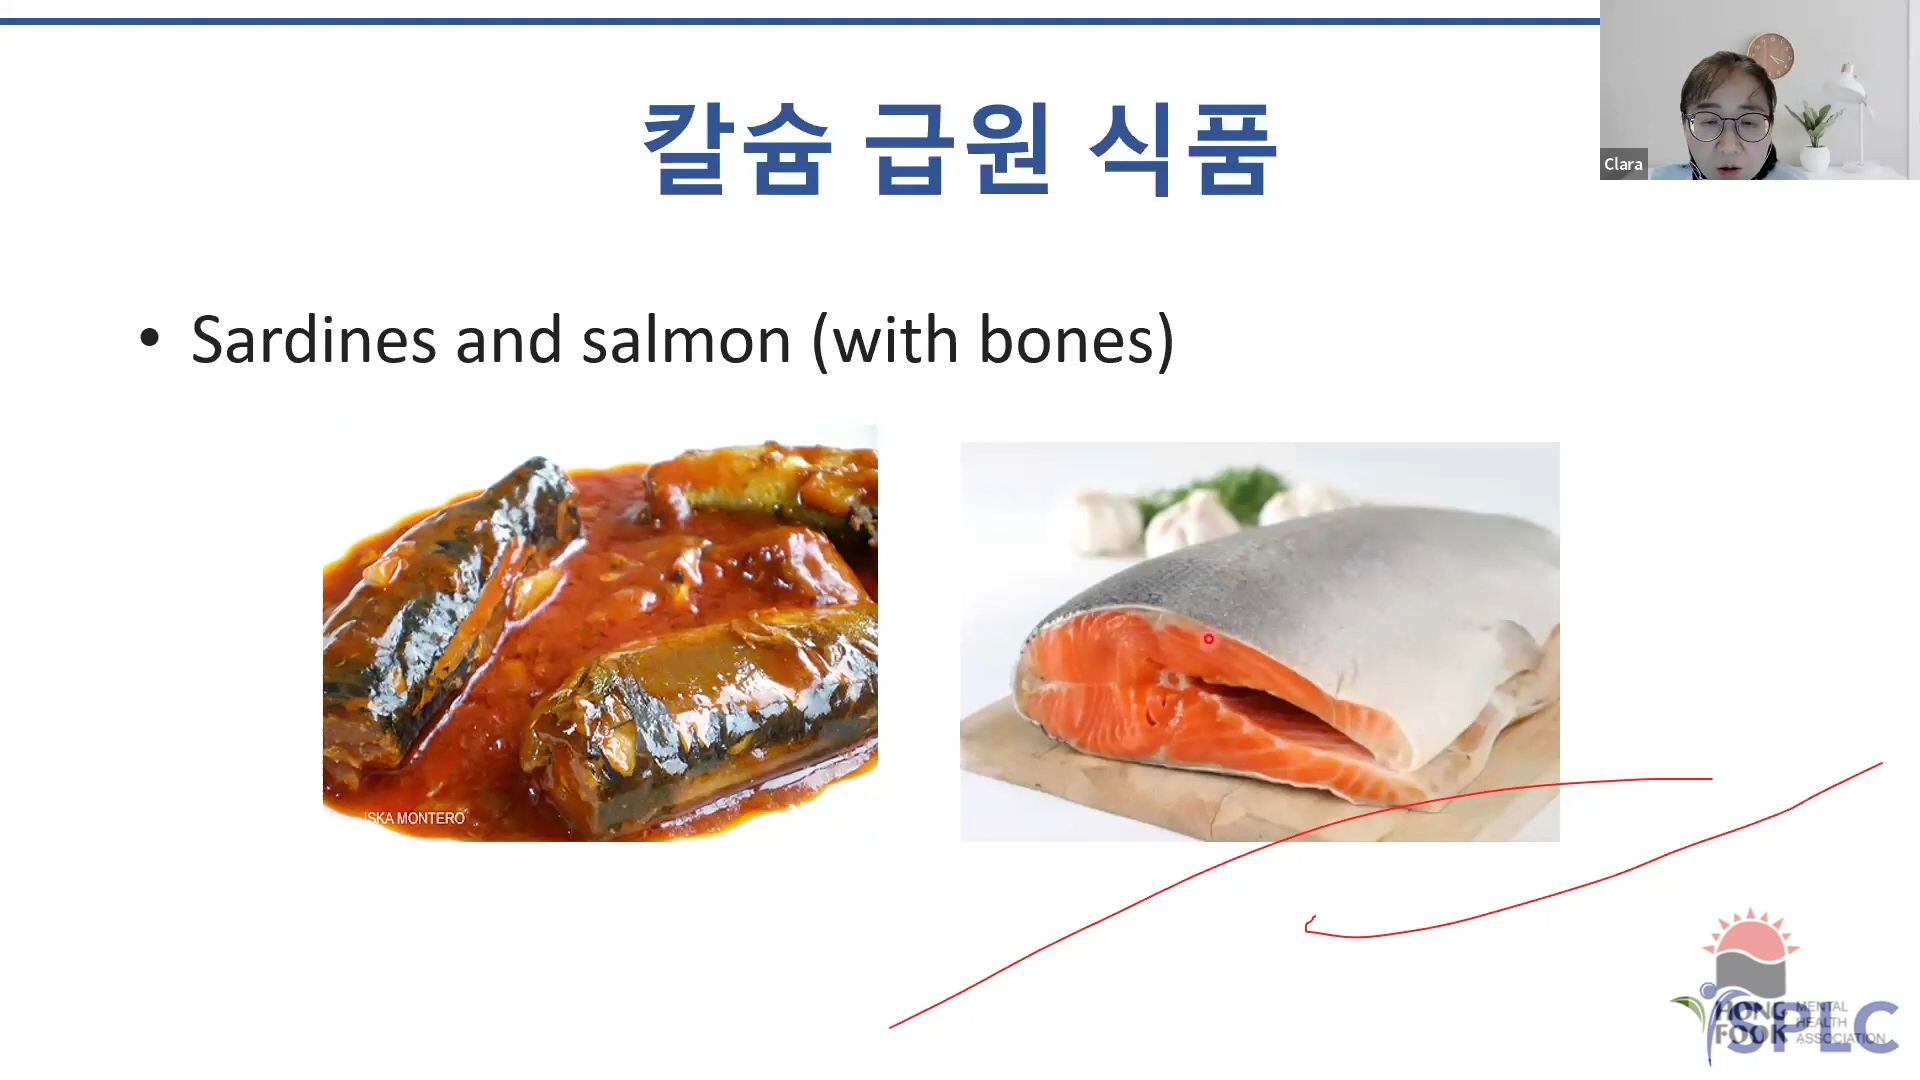 칼슘 급원 식품
Clara
• Sardines and salmon (with bones)
ISKA MONTERO
HONG FOOK
MENTAL HEALTH ASSOCIATION
SPLC